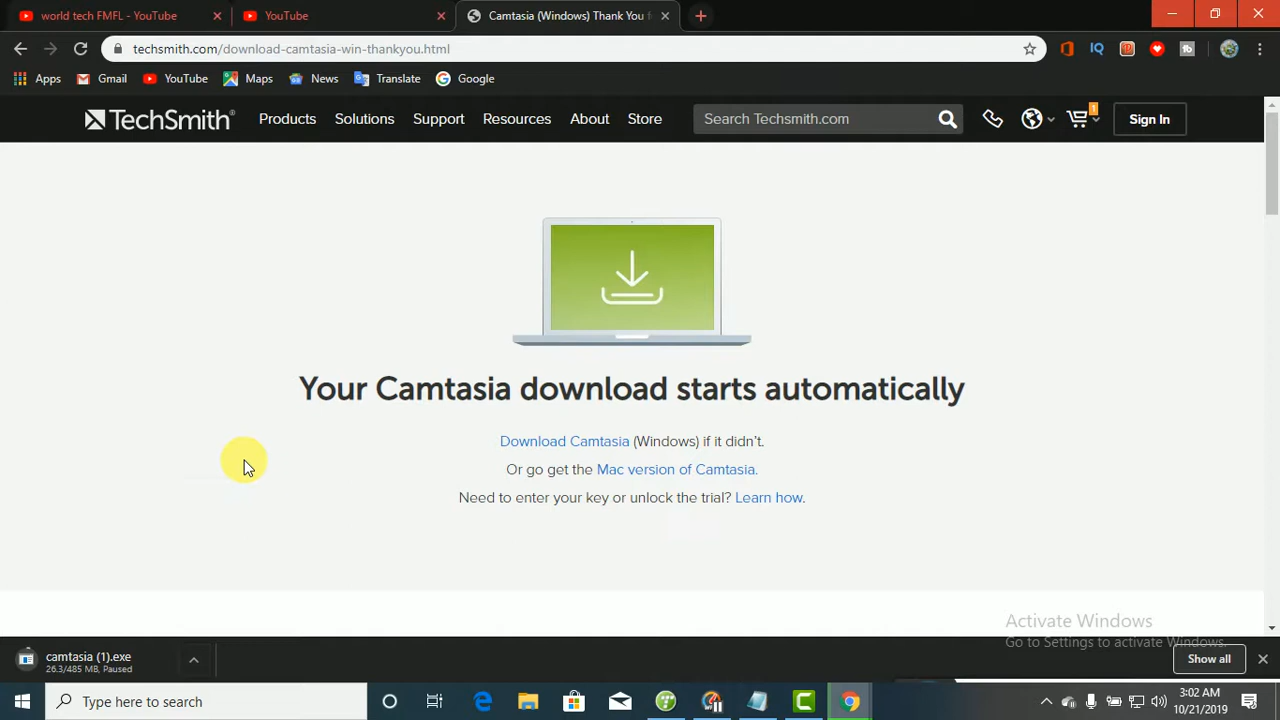 world tech FMFL - YouTube
YouTube
Camtasia (Windows) Thank You f
techsmith.com/download-camtasia-win-thankyou.html
Apps
Gmail
YouTube
Maps
News
Translate
Google
TechSmith®
Products
Solutions
Support
Resources
About
Store
Search Techsmith.com
1
Sign In
Your Camtasia download starts automatically
Download Camtasia (Windows) if it didn't.
Or go get the Mac version of Camtasia.
Need to enter your key or unlock the trial? Learn how.
Activate Windows
Go to Settings to activate Windows.
camtasia (1).exe
26.3/485 MB, Paused
Show all
Type here to search
3:02 AM
10/21/2019